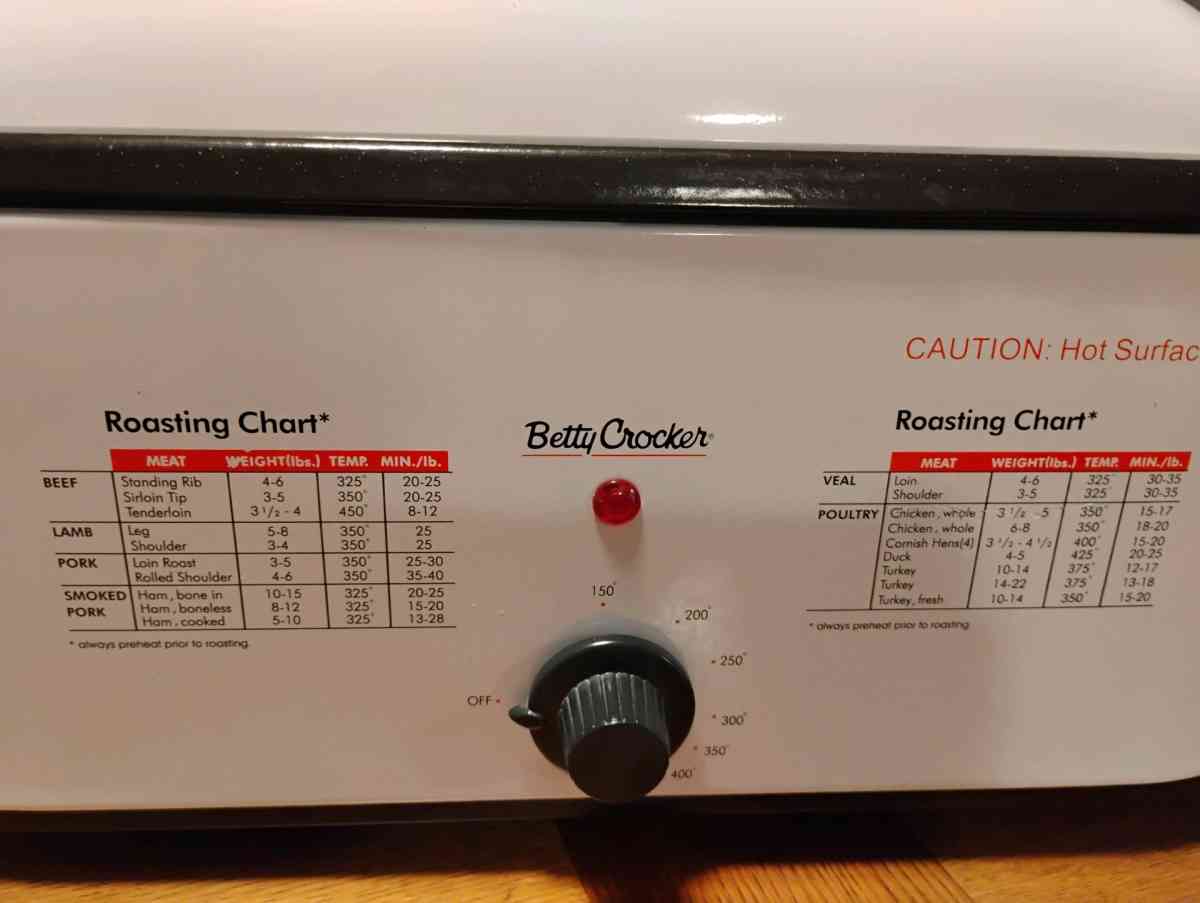 CAUTION: Hot Surfac
Roasting Chart*
MEAT WEIGHT(lbs.) TEMP. MIN./lb.
BEEF Standing Rib 4-6 325° 20-25
Sirloin Tip 3-5 350° 20-25
Tenderloin 3 1/2 - 4 450° 8-12
LAMB Leg 5-8 350° 25
Shoulder 3-4 350° 25
PORK Loin Roast 3-5 350° 25-30
Rolled Shoulder 4-6 350° 35-40
SMOKED PORK Ham, bone in 10-15 325° 20-25
Ham, boneless 8-12 325° 15-20
Ham, cooked 5-10 325° 13-28
* always preheat prior to roasting.
Betty Crocker®
150°
200°
250°
300°
350°
400°
OFF
Roasting Chart*
MEAT WEIGHT(lbs.) TEMP. MIN./lb.
VEAL Loin 4-6 325° 30-35
Shoulder 3-5 325° 30-35
POULTRY Chicken, whole 3 1/2 -5 350° 15-17
Chicken, whole 6-8 350° 18-20
Cornish Hens(4) 3 1/2 - 4 1/2 400° 15-20
Duck 4-5 425° 20-25
Turkey 10-14 375° 12-17
Turkey 14-22 375° 13-18
Turkey, fresh 10-14 350° 15-20
* always preheat prior to roasting.